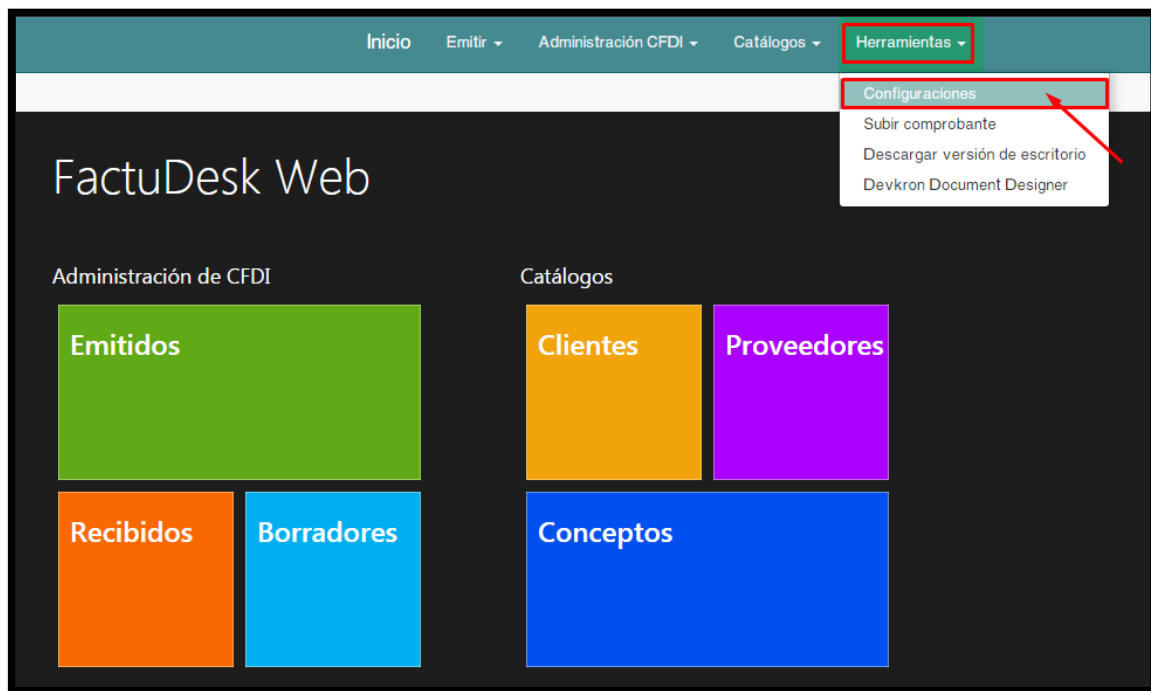 Inicio Emitir Administración CFDI Catálogos Herramientas
Configuraciones
Subir comprobante
Descargar versión de escritorio
Devkron Document Designer
FactuDesk Web
Administración de CFDI
Emitidos
Recibidos
Borradores
Catálogos
Clientes
Proveedores
Conceptos